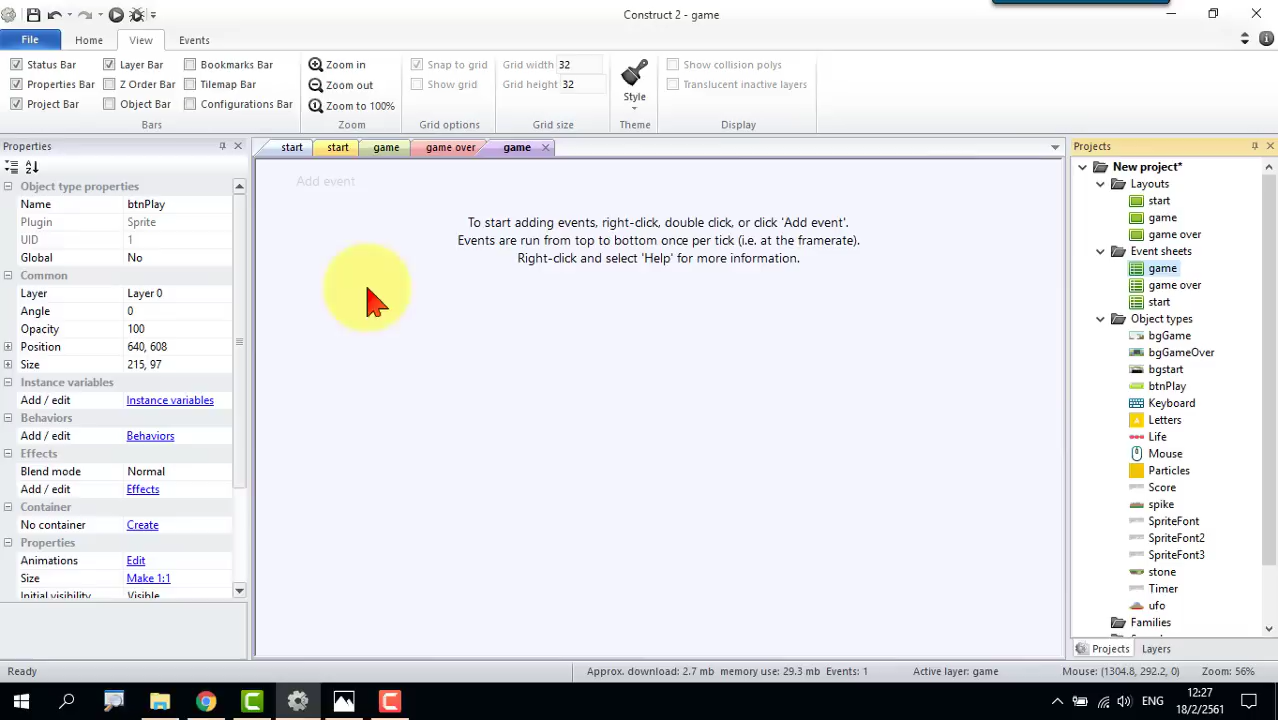 Construct 2 - game
File Home View Events
Status Bar Layer Bar Bookmarks Bar
Properties Bar Z Order Bar Tilemap Bar
Project Bar Object Bar Configurations Bar
Bars
Zoom in
Zoom out
Zoom to 100%
Zoom
Snap to grid
Show grid
Grid options
Grid width 32
Grid height 32
Grid size
Style
Theme
Show collision polys
Translucent inactive layers
Display
Properties
Object type properties
Name btnPlay
Plugin Sprite
UID 1
Global No
Common
Layer Layer 0
Angle 0
Opacity 100
Position 640, 608
Size 215, 97
Instance variables
Add / edit Instance variables
Behaviors
Add / edit Behaviors
Effects
Blend mode Normal
Add / edit Effects
Container
No container Create
Properties
Animations Edit
Size Make 1:1
Initial visibility Visible
start start game game over game
Add event
To start adding events, right-click, double click, or click 'Add event'.
Events are run from top to bottom once per tick (i.e. at the framerate).
Right-click and select 'Help' for more information.
Projects
New project*
Layouts
start
game
game over
Event sheets
game
game over
start
Object types
bgGame
bgGameOver
bgstart
btnPlay
Keyboard
Letters
Life
Mouse
Particles
Score
spike
SpriteFont
SpriteFont2
SpriteFont3
stone
Timer
ufo
Families
Projects Layers
Ready
Approx. download: 2.7 mb memory use: 29.3 mb Events: 1 Active layer: game Mouse: (1304.8, 292.2, 0) Zoom: 56%
ENG
12:27
18/2/2561